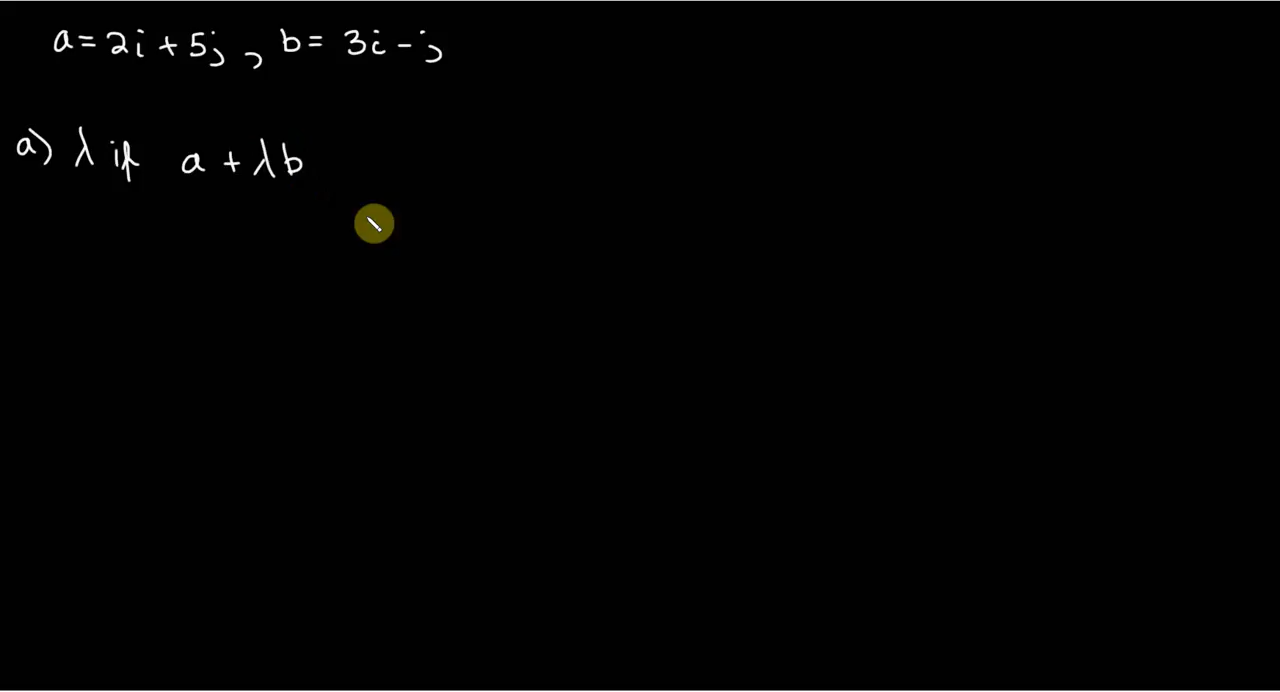 a = 2i + 5j , b = 3i - j
a) λ if a + λb